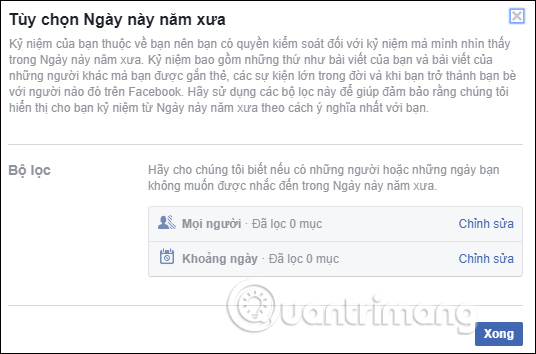 Tùy chọn Ngày này năm xưa
Kỷ niệm của bạn thuộc về bạn nên bạn có quyền kiểm soát đối với kỷ niệm mà mình nhìn thấy
trong Ngày này năm xưa. Kỷ niệm bao gồm những thứ như bài viết của bạn và bài viết của
những người khác mà bạn được gắn thẻ, các sự kiện lớn trong đời và khi bạn trở thành bạn bè
với người nào đó trên Facebook. Hãy sử dụng các bộ lọc này để giúp đảm bảo rằng chúng tôi
hiển thị cho bạn kỷ niệm từ Ngày này năm xưa theo cách ý nghĩa nhất với bạn.
Bộ lọc
Hãy cho chúng tôi biết nếu có những người hoặc những ngày bạn
không muốn được nhắc đến trong Ngày này năm xưa.
Mọi người · Đã lọc 0 mục Chỉnh sửa
Khoảng ngày · Đã lọc 0 mục Chỉnh sửa
Quantrimang
Xong